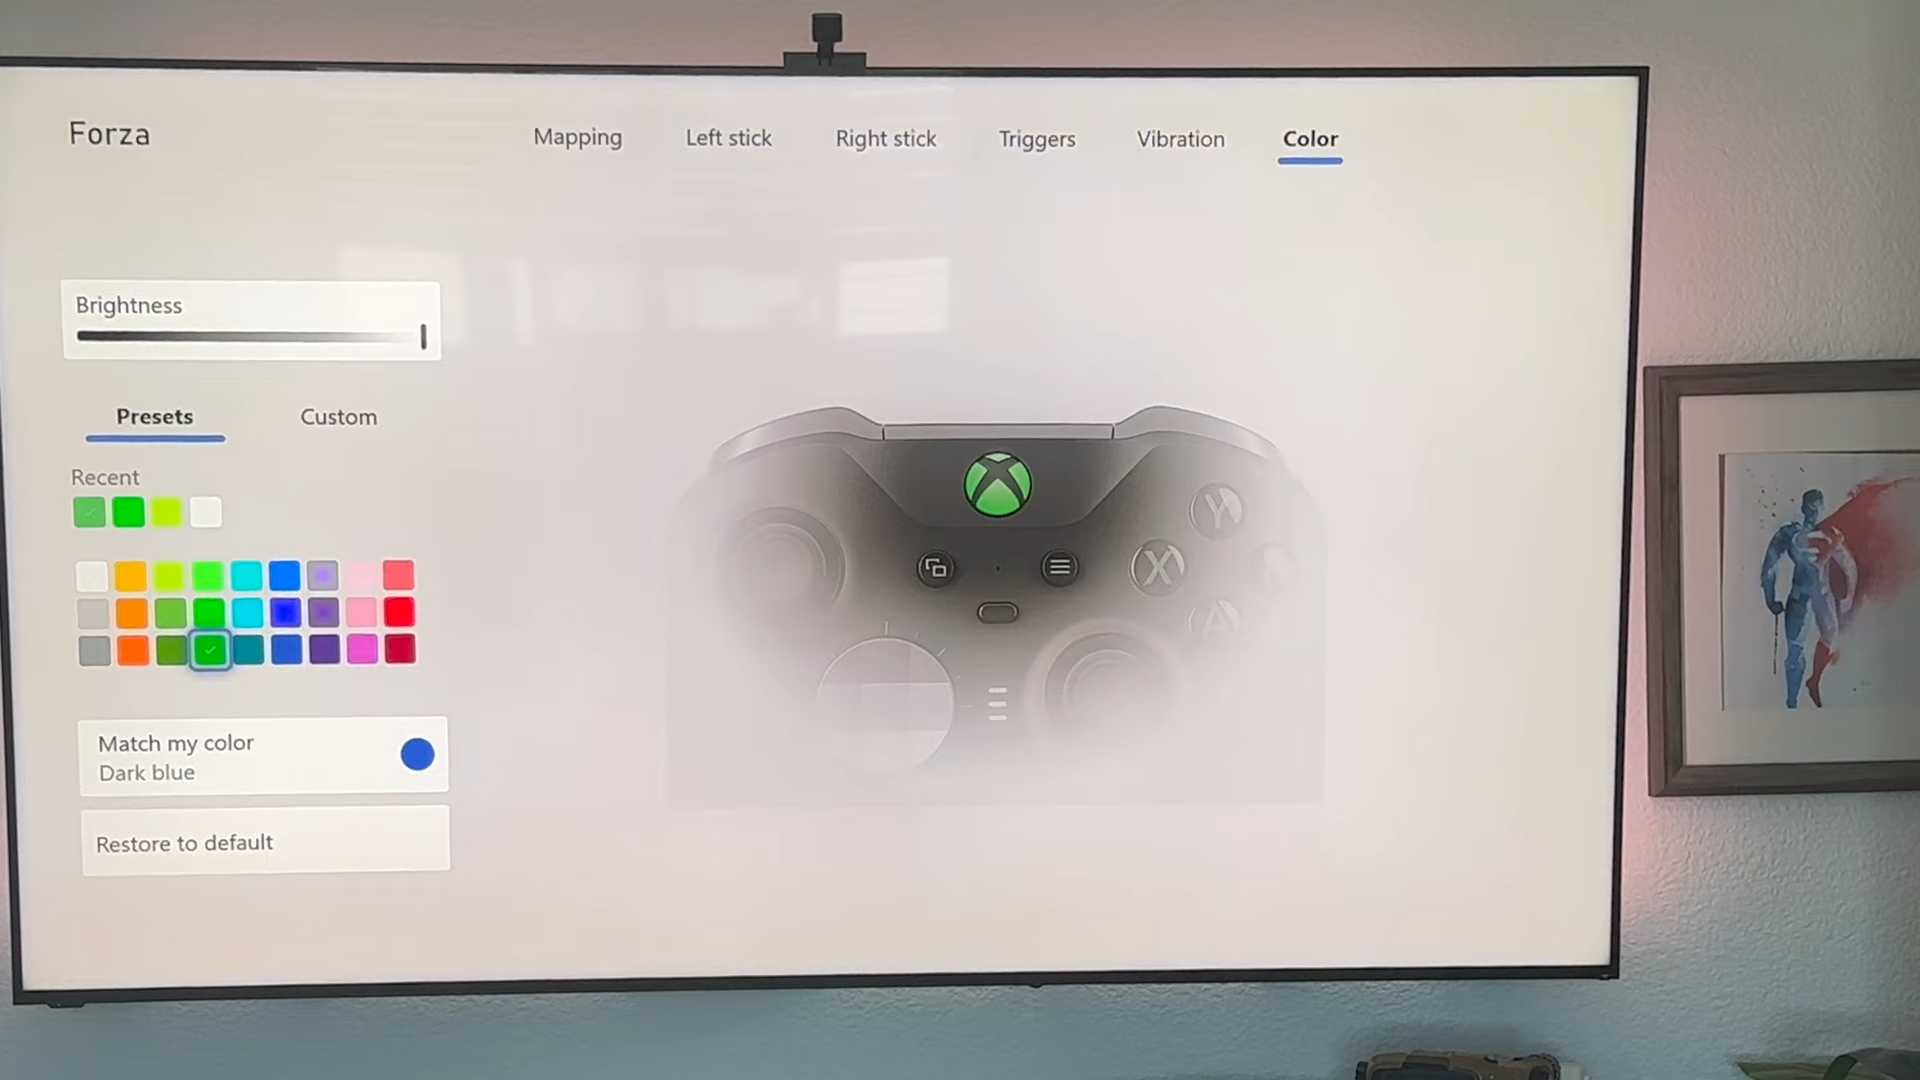 Forza
Mapping
Left stick
Right stick
Triggers
Vibration
Color
Brightness
Presets
Custom
Recent
Y
X
A
Match my color
Dark blue
Restore to default